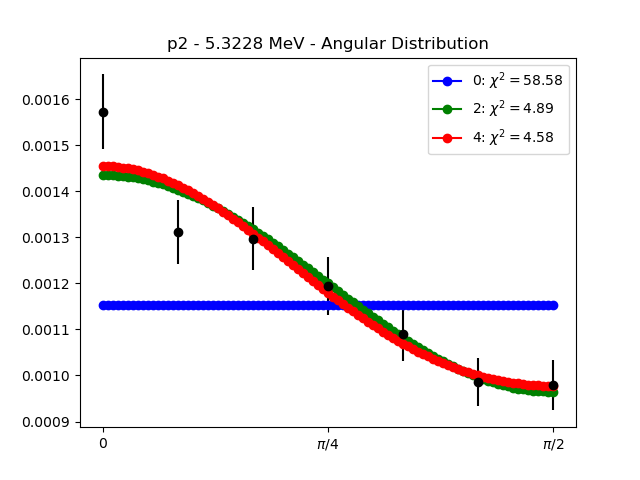 p2 - 5.3228 MeV - Angular Distribution
0: χ² = 58.58
2: χ² = 4.89
4: χ² = 4.58
0.0016
0.0015
0.0014
0.0013
0.0012
0.0011
0.0010
0.0009
0 π/4 π/2